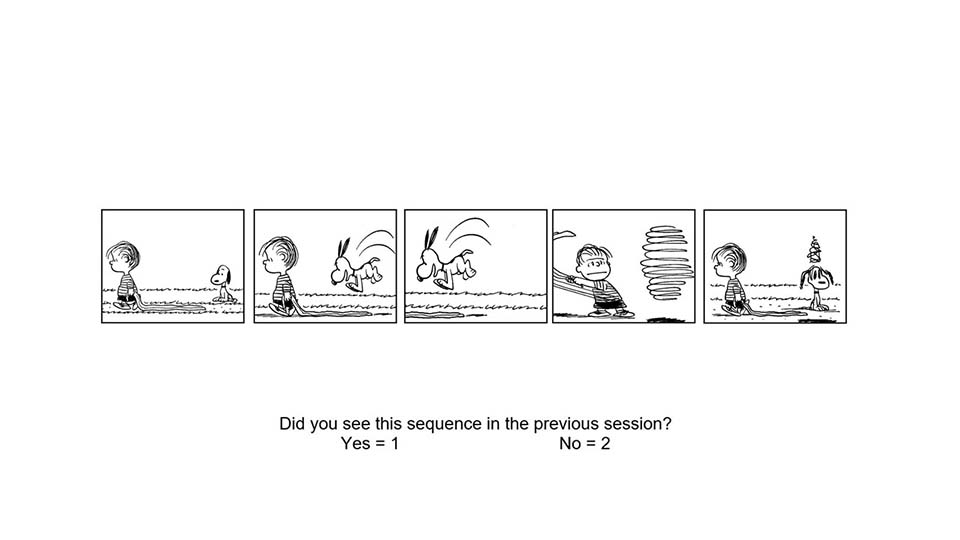 Did you see this sequence in the previous session?
Yes = 1 No = 2